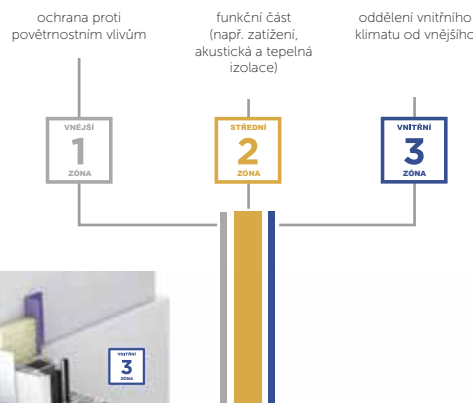 ochrana proti
povětrnostním vlivům
funkční část
(např. zatížení,
akustická a tepelná
izolace)
oddělení vnitřního
klimatu od vnějšího
VNĚJŠÍ
1
ZÓNA
STŘEDNÍ
2
ZÓNA
VNITŘNÍ
3
ZÓNA
VNITŘNÍ
3
ZÓNA